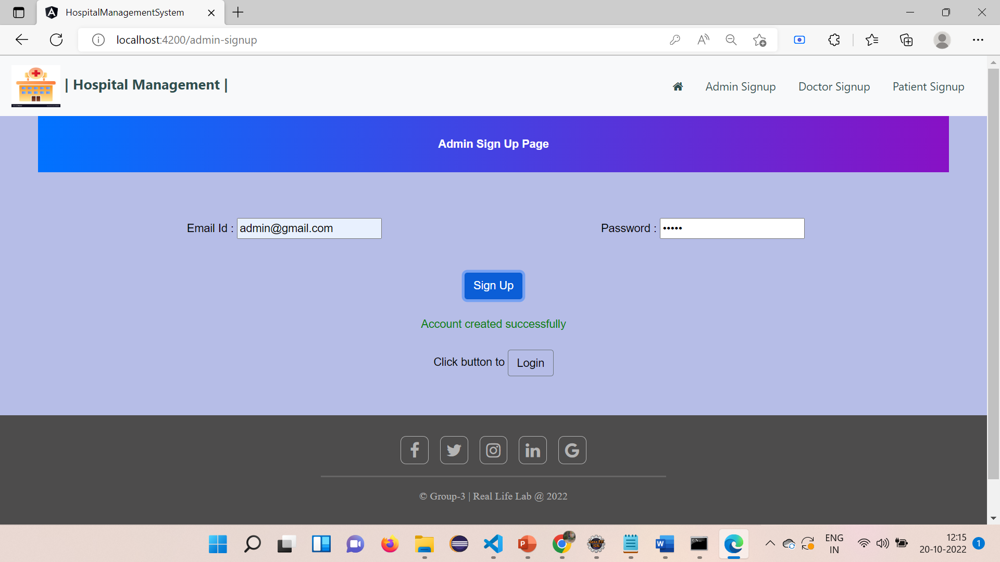 HospitalManagementSystem
localhost:4200/admin-signup
| Hospital Management |
Admin Signup
Doctor Signup
Patient Signup
Admin Sign Up Page
Email Id : admin@gmail.com
Password : •••••
Sign Up
Account created successfully
Click button to Login
© Group-3 | Real Life Lab @ 2022
ENG
IN
12:15
20-10-2022
1